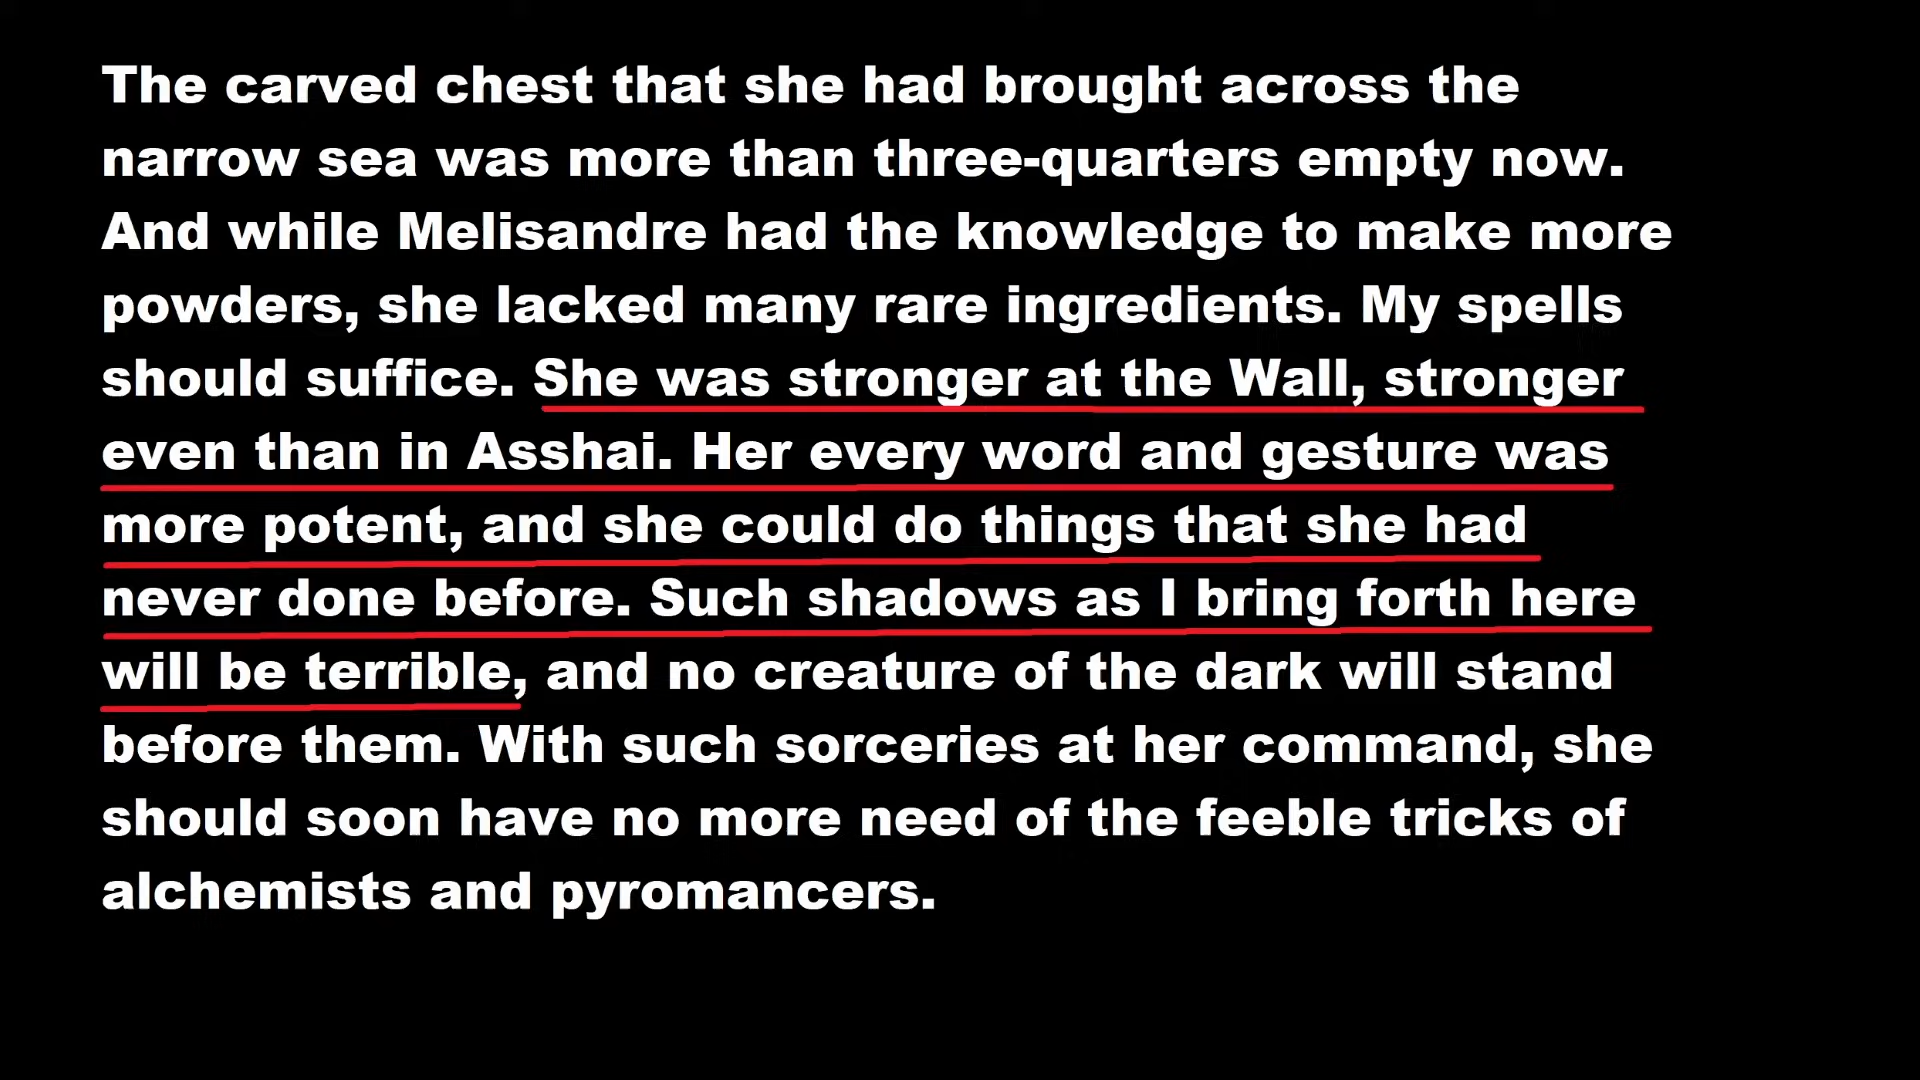 The carved chest that she had brought across the
narrow sea was more than three-quarters empty now.
And while Melisandre had the knowledge to make more
powders, she lacked many rare ingredients. My spells
should suffice. She was stronger at the Wall, stronger
even than in Asshai. Her every word and gesture was
more potent, and she could do things that she had
never done before. Such shadows as I bring forth here
will be terrible, and no creature of the dark will stand
before them. With such sorceries at her command, she
should soon have no more need of the feeble tricks of
alchemists and pyromancers.